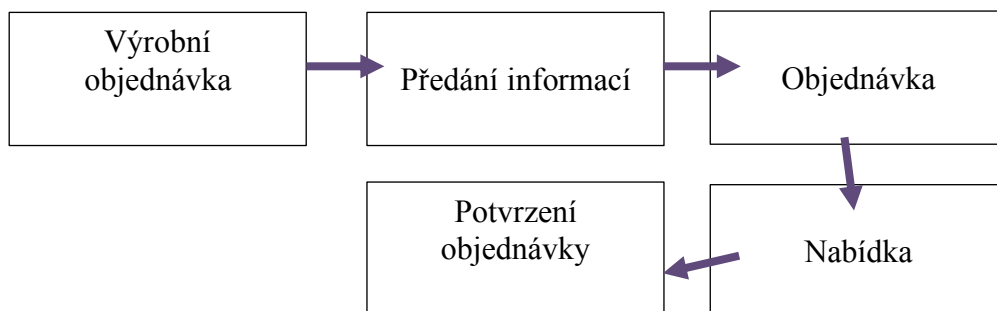 Výrobní
objednávka
Předání informací
Objednávka
Nabídka
Potvrzení
objednávky